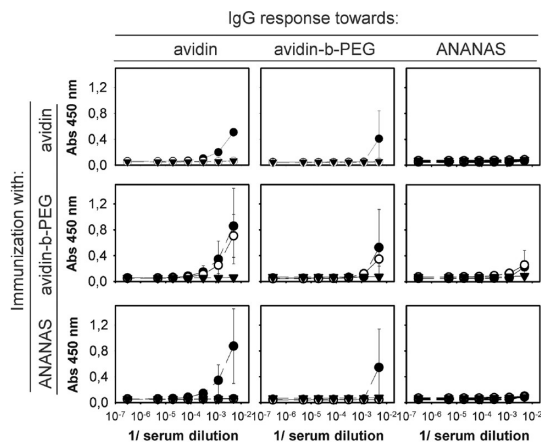 IgG response towards:
avidin avidin-b-PEG ANANAS
Immunization with:
avidin
Abs 450 nm
1,2
0,8
0,4
0,0
avidin-b-PEG
Abs 450 nm
1,2
0,8
0,4
0,0
ANANAS
Abs 450 nm
1,2
0,8
0,4
0,0
10-7 10-6 10-5 10-4 10-3 10-2 10-7 10-6 10-5 10-4 10-3 10-2 10-7 10-6 10-5 10-4 10-3 10-2
1/ serum dilution 1/ serum dilution 1/ serum dilution